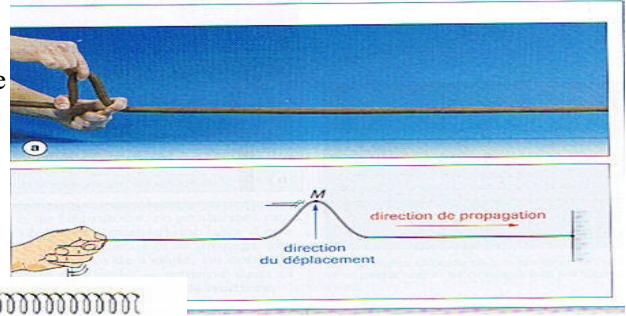 e
a
M
direction de propagation
direction
du déplacement